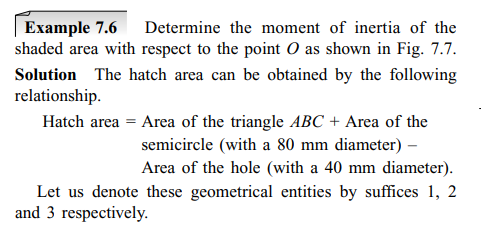 Example 7.6 Determine the moment of inertia of the
shaded area with respect to the point O as shown in Fig. 7.7.
Solution The hatch area can be obtained by the following
relationship.
Hatch area = Area of the triangle ABC + Area of the
semicircle (with a 80 mm diameter) –
Area of the hole (with a 40 mm diameter).
Let us denote these geometrical entities by suffices 1, 2
and 3 respectively.